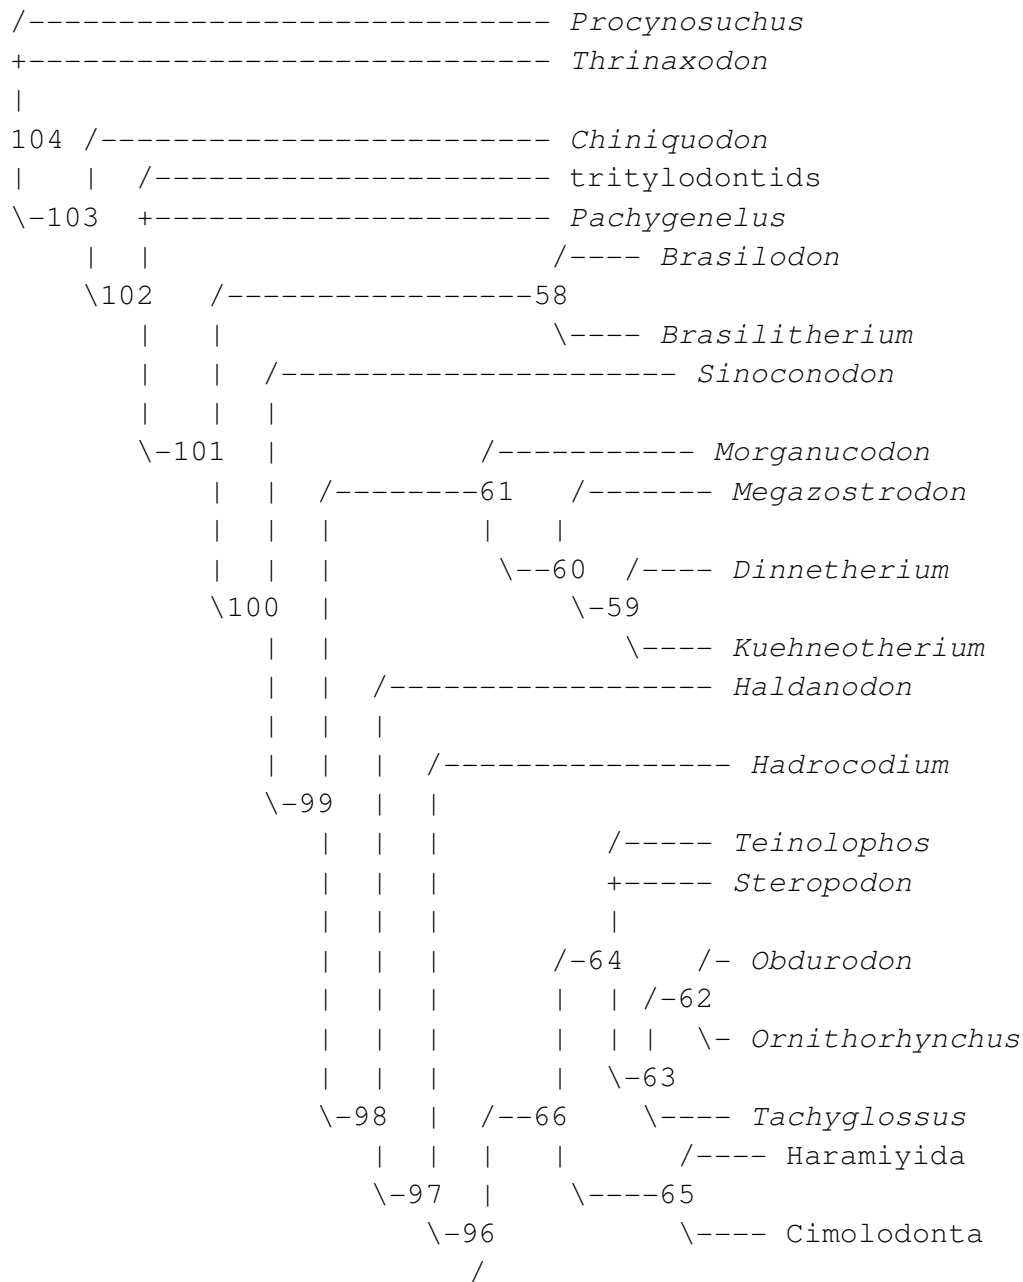 /----------------------------- Procynosuchus
+----------------------------- Thrinaxodon
|
104 /------------------------- Chiniquodon
|   |  /---------------------- tritylodontids
\-103  +---------------------- Pachygenelus
    |  |                      /---- Brasilodon
    \102   /-----------------58
       |   |                  \---- Brasilitherium
       |   |  /---------------------- Sinoconodon
       |   |  |
       \-101  |           /----------- Morganucodon
           |  |  /--------61   /------- Megazostrodon
           |  |  |        |   |
           |  |  |         \--60  /---- Dinnetherium
           \100  |             \-59
              |  |                \---- Kuehneotherium
              |  |  /------------------ Haldanodon
              |  |  |
              |  |  |  /---------------- Hadrocodium
              \-99  |  |
                 |  |  |         /----- Teinolophos
                 |  |  |         +----- Steropodon
                 |  |  |         |
                 |  |  |      /-64    /- Obdurodon
                 |  |  |      |  | /-62
                 |  |  |      |  | |  \- Ornithorhynchus
                 |  |  |      |  \-63
                 \-98  |  /--66    \---- Tachyglossus
                    |  |  |   |      /---- Haramiyida
                    \-97  |    \----65
                       \-96          \---- Cimolodonta
                         /